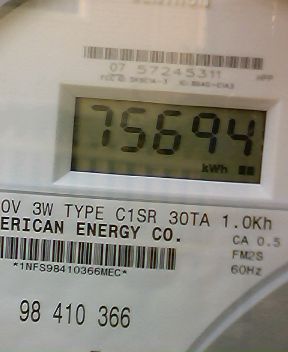 07 57245311
75694
kWh
0V 3W TYPE C1SR 30TA 1.0Kh
ERICAN ENERGY CO.
CA 0.5
FM2S
*1NFS98410366MEC*
60Hz
98 410 366